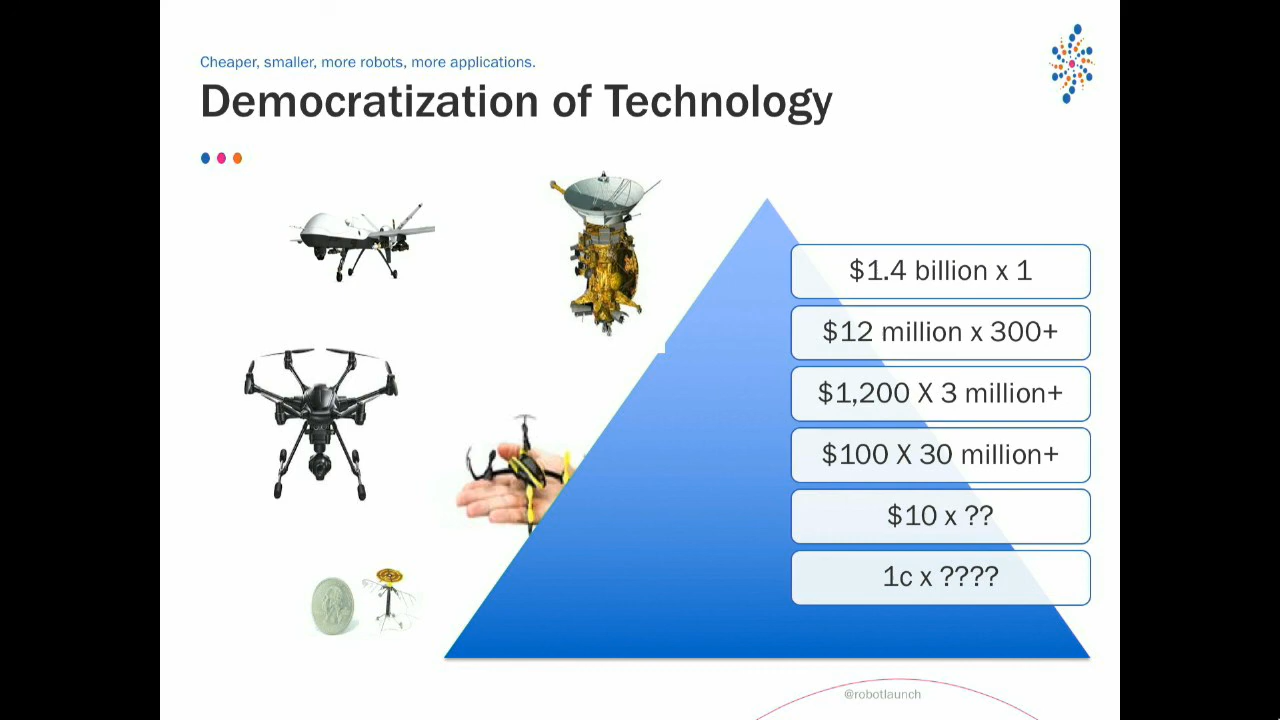 Cheaper, smaller, more robots, more applications.
Democratization of Technology
$1.4 billion x 1
$12 million x 300+
$1,200 X 3 million+
$100 X 30 million+
$10 x ??
1c x ????
@robotlaunch